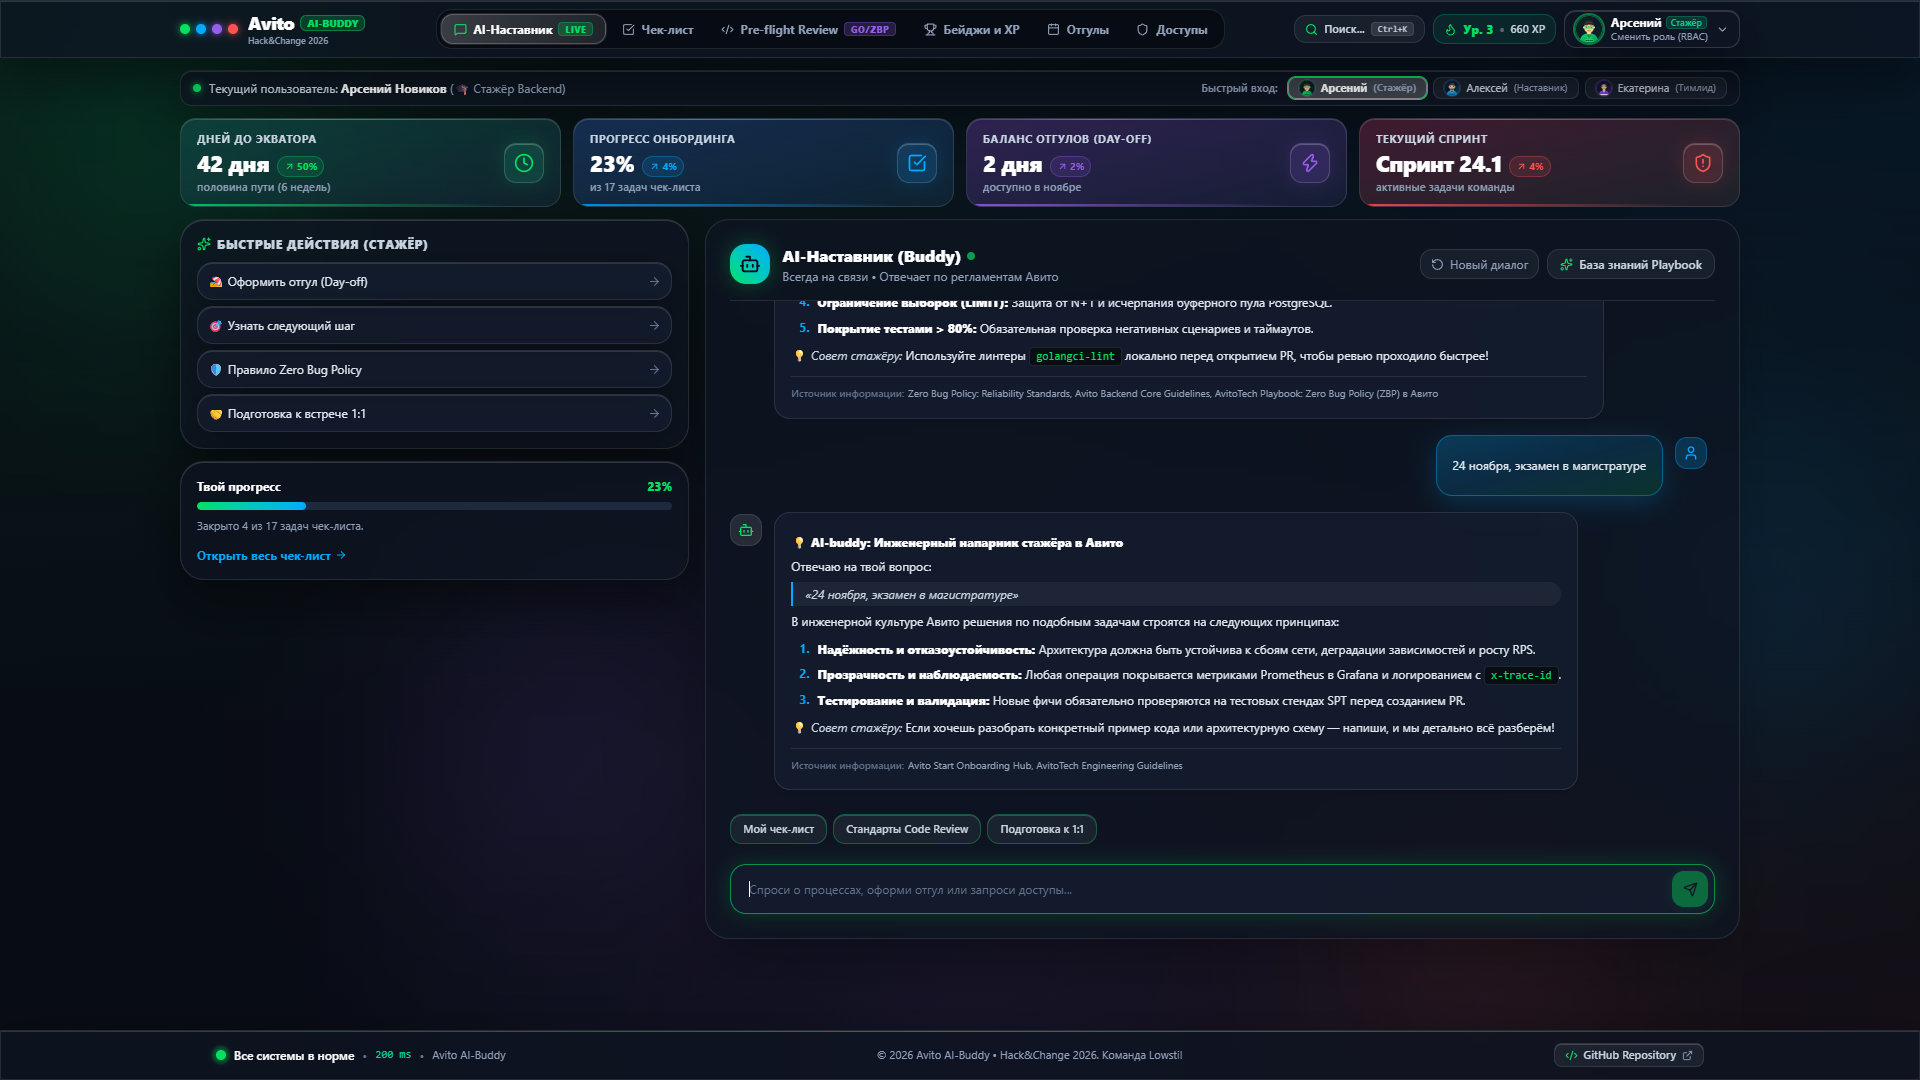 Avito AI-BUDDY
Hack&Change 2026
AI-Наставник LIVE
Чек-лист
Pre-flight Review GO/ZBP
Бейджи и XP
Отгулы
Доступы
Поиск... Ctrl+K
Ур. 3 • 660 XP
Арсений Стажёр
Сменить роль (RBAC)
Текущий пользователь: Арсений Новиков ( Стажёр Backend)
Быстрый вход:
Арсений (Стажёр)
Алексей (Наставник)
Екатерина (Тимлид)
ДНЕЙ ДО ЭКВАТОРА
42 дня 50%
половина пути (6 недель)
ПРОГРЕСС ОНБОРДИНГА
23% 4%
из 17 задач чек-листа
БАЛАНС ОТГУЛОВ (DAY-OFF)
2 дня 2%
доступно в ноябре
ТЕКУЩИЙ СПРИНТ
Спринт 24.1 4%
активные задачи команды
БЫСТРЫЕ ДЕЙСТВИЯ (СТАЖЁР)
Оформить отгул (Day-off)
Узнать следующий шаг
Правило Zero Bug Policy
Подготовка к встрече 1:1
Твой прогресс 23%
Закрыто 4 из 17 задач чек-листа.
Открыть весь чек-лист
AI-Наставник (Buddy)
Всегда на связи • Отвечает по регламентам Авито
Новый диалог
База знаний Playbook
4. Ограничение выборок (LIMIT): Защита от N+1 и исчерпания буферного пула PostgreSQL.
5. Покрытие тестами > 80%: Обязательная проверка негативных сценариев и таймаутов.
Совет стажёру: Используйте линтеры golangci-lint локально перед открытием PR, чтобы ревью проходило быстрее!
Источник информации: Zero Bug Policy: Reliability Standards, Avito Backend Core Guidelines, AvitoTech Playbook: Zero Bug Policy (ZBP) в Авито
24 ноября, экзамен в магистратуре
AI-buddy: Инженерный напарник стажёра в Авито
Отвечаю на твой вопрос:
«24 ноября, экзамен в магистратуре»
В инженерной культуре Авито решения по подобным задачам строятся на следующих принципах:
1. Надёжность и отказоустойчивость: Архитектура должна быть устойчива к сбоям сети, деградации зависимостей и росту RPS.
2. Прозрачность и наблюдаемость: Любая операция покрывается метриками Prometheus в Grafana и логированием с x-trace-id.
3. Тестирование и валидация: Новые фичи обязательно проверяются на тестовых стендах SPT перед созданием PR.
Совет стажёру: Если хочешь разобрать конкретный пример кода или архитектурную схему — напиши, и мы детально всё разберём!
Источник информации: Avito Start Onboarding Hub, AvitoTech Engineering Guidelines
Мой чек-лист
Стандарты Code Review
Подготовка к 1:1
Спроси о процессах, оформи отгул или запроси доступы...
Все системы в норме • 200 ms • Avito AI-Buddy
© 2026 Avito AI-Buddy • Hack&Change 2026. Команда Lowstil
GitHub Repository